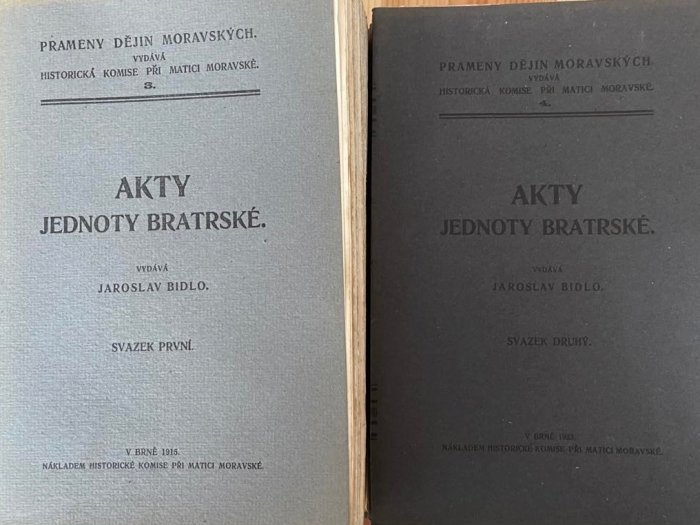 PRAMENY DĚJIN MORAVSKÝCH.
VYDÁVÁ
HISTORICKÁ KOMISE PŘI MATICI MORAVSKÉ.
3.
AKTY
JEDNOTY BRATRSKÉ.
VYDÁVÁ
JAROSLAV BIDLO.
SVAZEK PRVNÍ.
V BRNĚ 1915.
NÁKLADEM HISTORICKÉ KOMISE PŘI MATICI MORAVSKÉ.
PRAMENY DĚJIN MORAVSKÝCH.
VYDÁVÁ
HISTORICKÁ KOMISE PŘI MATICI MORAVSKÉ.
4.
AKTY
JEDNOTY BRATRSKÉ.
VYDÁVÁ
JAROSLAV BIDLO.
SVAZEK DRUHÝ.
V BRNĚ 1923.
NÁKLADEM HISTORICKÉ KOMISE PŘI MATICI MORAVSKÉ.